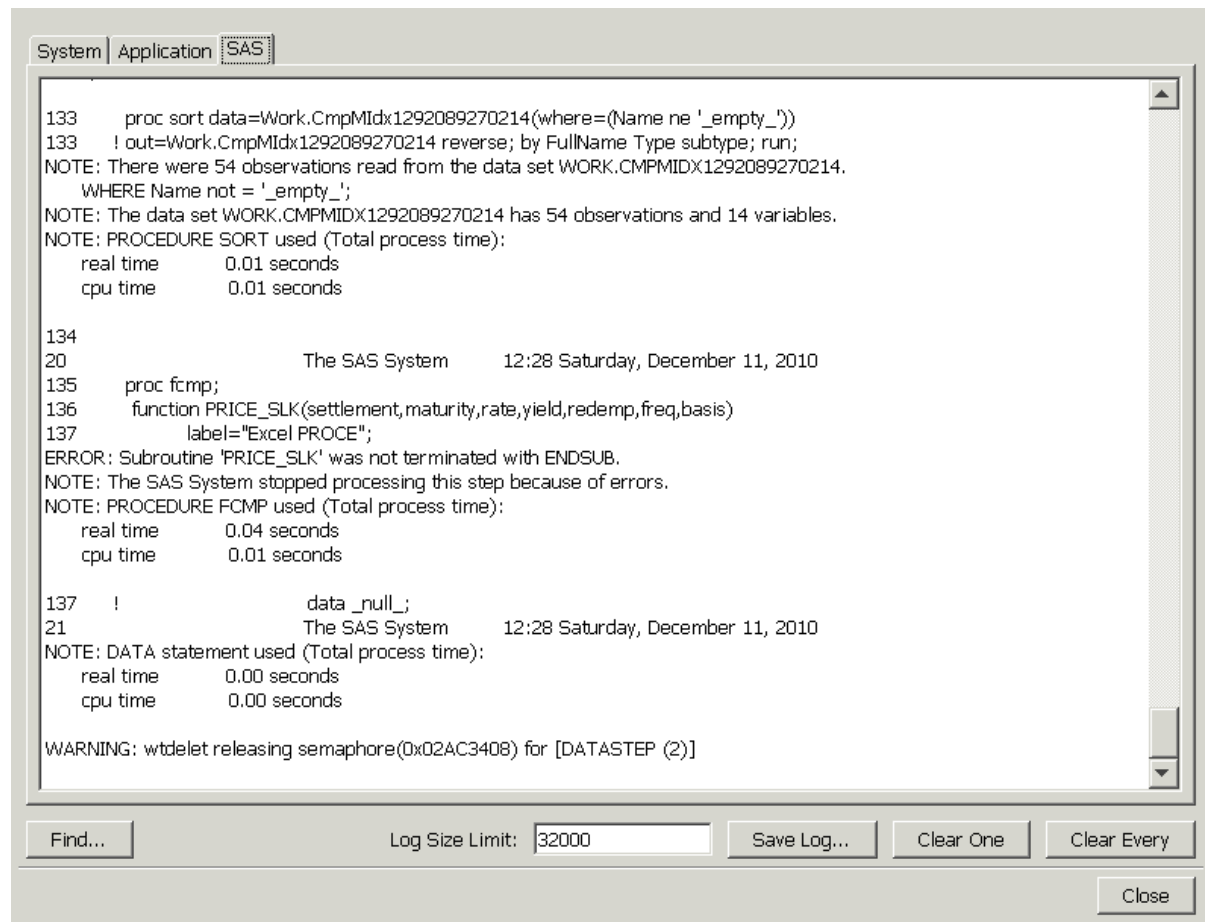 System Application SAS
133 proc sort data=Work.CmpMIdx1292089270214(where=(Name ne '_empty_'))
133 ! out=Work.CmpMIdx1292089270214 reverse; by FullName Type subtype; run;
NOTE: There were 54 observations read from the data set WORK.CMPMIDX1292089270214.
WHERE Name not = '_empty_';
NOTE: The data set WORK.CMPMIDX1292089270214 has 54 observations and 14 variables.
NOTE: PROCEDURE SORT used (Total process time):
real time 0.01 seconds
cpu time 0.01 seconds
134
20 The SAS System 12:28 Saturday, December 11, 2010
135 proc fcmp;
136 function PRICE_SLK(settlement,maturity,rate,yield,redemp,freq,basis)
137 label="Excel PROCE";
ERROR: Subroutine 'PRICE_SLK' was not terminated with ENDSUB.
NOTE: The SAS System stopped processing this step because of errors.
NOTE: PROCEDURE FCMP used (Total process time):
real time 0.04 seconds
cpu time 0.01 seconds
137 ! data _null_;
21 The SAS System 12:28 Saturday, December 11, 2010
NOTE: DATA statement used (Total process time):
real time 0.00 seconds
cpu time 0.00 seconds
WARNING: wtdelet releasing semaphore(0x02AC3408) for [DATASTEP (2)]
Find... Log Size Limit: 32000 Save Log... Clear One Clear Every
Close